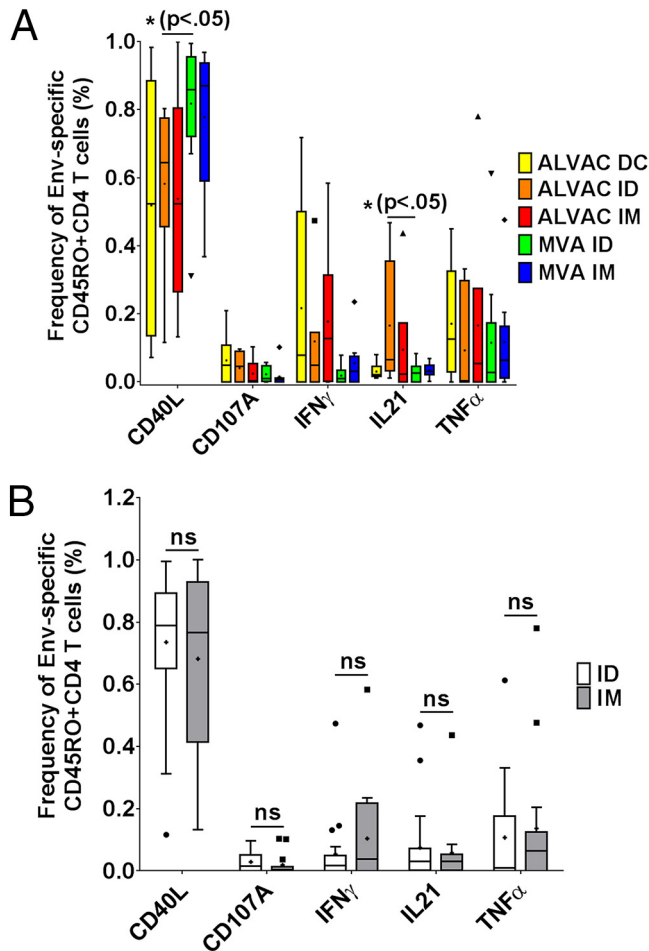 A
* (p<.05)
Frequency of Env-specific
CD45RO+CD4 T cells (%)
1.0
0.8
0.6
0.4
0.2
0.0
* (p<.05)
ALVAC DC
ALVAC ID
ALVAC IM
MVA ID
MVA IM
CD40L
CD107A
IFNγ
IL21
TNFα
B
Frequency of Env-specific
CD45RO+CD4 T cells (%)
1.2
1.0
0.8
0.6
0.4
0.2
0.0
ns
ns
ns
ns
ns
ID
IM
CD40L
CD107A
IFNγ
IL21
TNFα